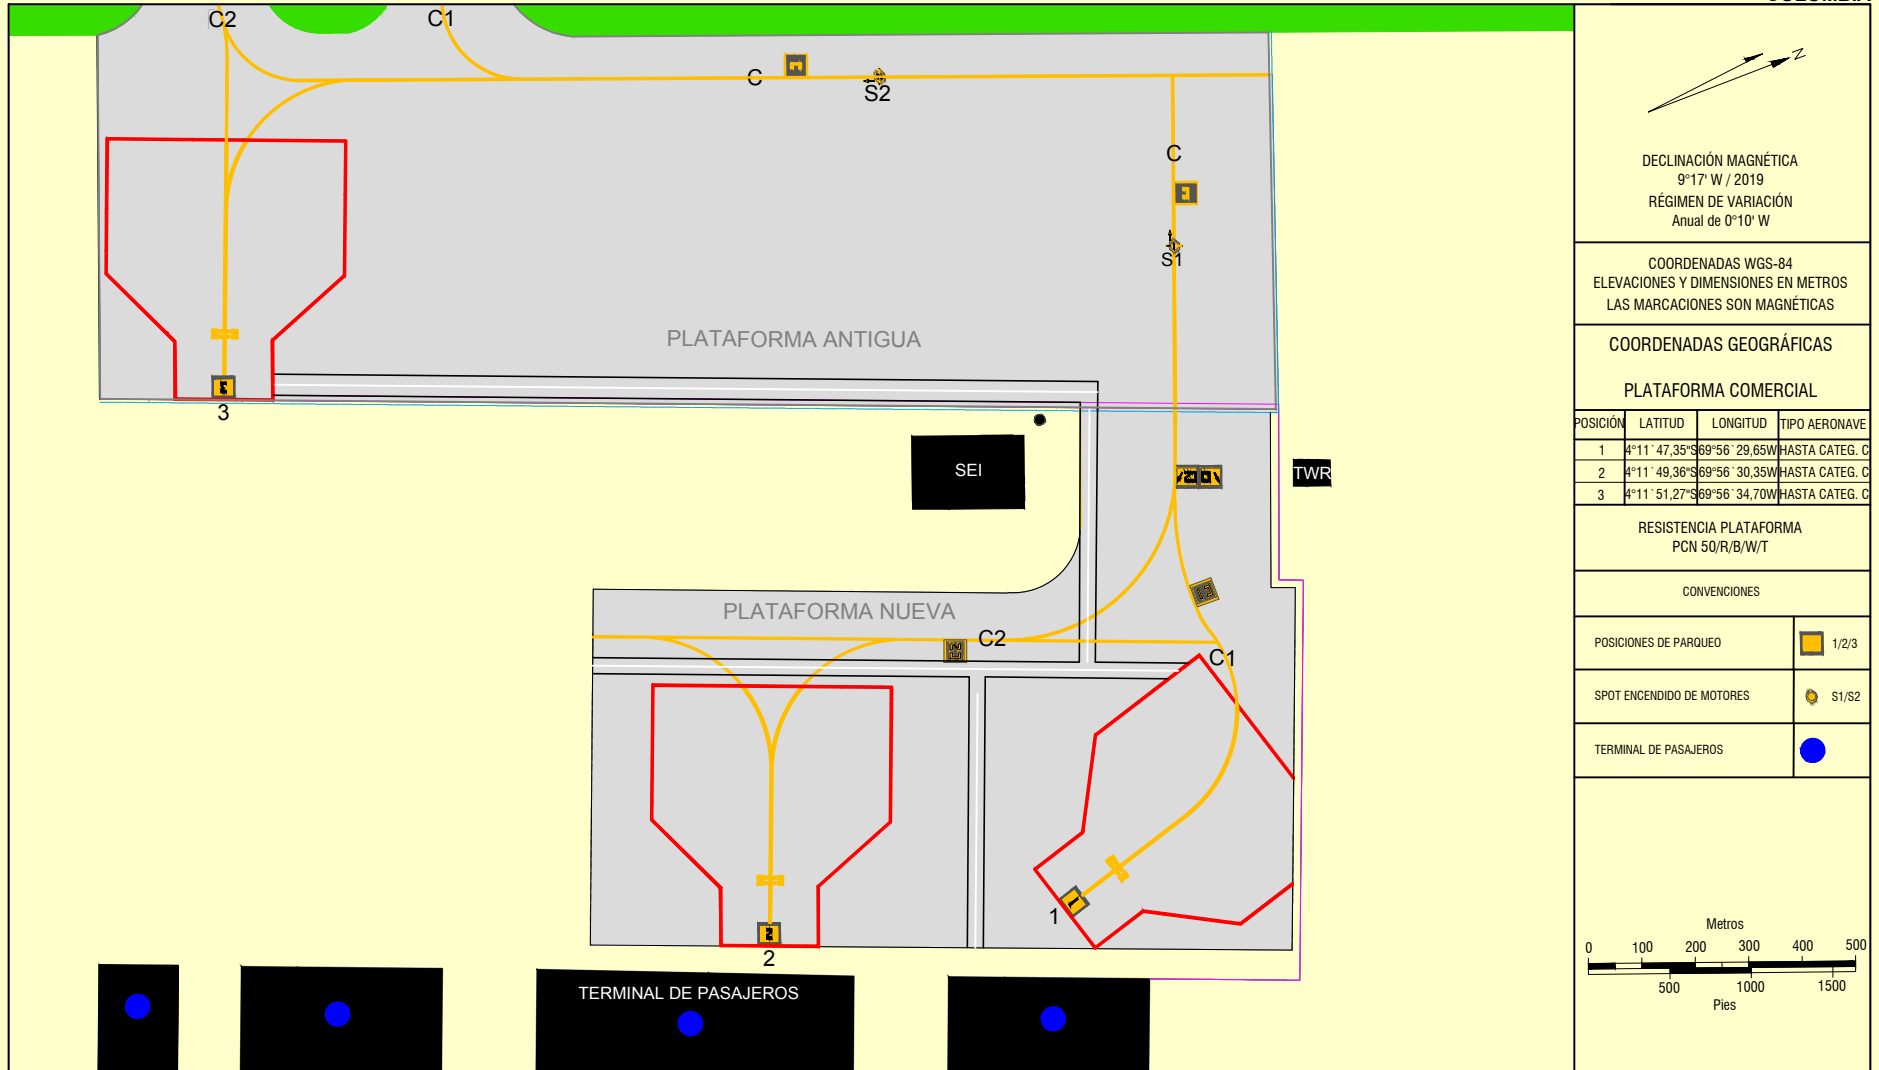 C2
C1
C
S2
C
S1
PLATAFORMA ANTIGUA
3
SEI
TWR
PLATAFORMA NUEVA
C2
C1
1
2
TERMINAL DE PASAJEROS
N
DECLINACIÓN MAGNÉTICA
9°17' W / 2019
RÉGIMEN DE VARIACIÓN
Anual de 0°10' W
COORDENADAS WGS-84
ELEVACIONES Y DIMENSIONES EN METROS
LAS MARCACIONES SON MAGNÉTICAS
COORDENADAS GEOGRÁFICAS
PLATAFORMA COMERCIAL
POSICIÓN LATITUD LONGITUD TIPO AERONAVE
1 4°11`47,35"S 69°56`29,65W HASTA CATEG. C
2 4°11`49,36"S 69°56`30,35W HASTA CATEG. C
3 4°11`51,27"S 69°56`34,70W HASTA CATEG. C
RESISTENCIA PLATAFORMA
PCN 50/R/B/W/T
CONVENCIONES
POSICIONES DE PARQUEO 1/2/3
SPOT ENCENDIDO DE MOTORES S1/S2
TERMINAL DE PASAJEROS
Metros
0 100 200 300 400 500
500 1000 1500
Pies